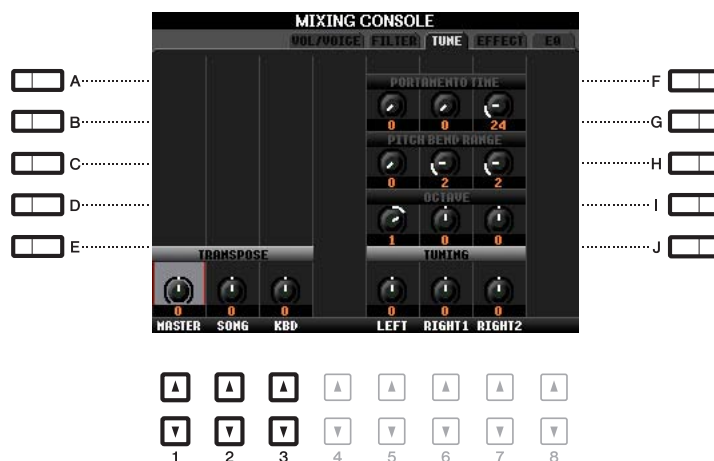 MIXING CONSOLE
VOL/VOICE FILTER TUNE EFFECT EQ
A
B
C
D
E
F
G
H
I
J
PORTAMENTO TIME
0 0 24
PITCH BEND RANGE
0 2 2
OCTAVE
1 0 0
TRANSPOSE TUNING
0 0 0 0 0 0
MASTER SONG KBD LEFT RIGHT1 RIGHT2
1 2 3 4 5 6 7 8